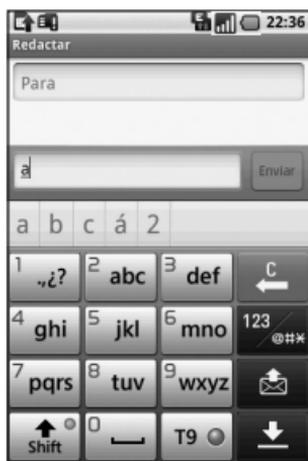 22:36
Redactar
Para
a Enviar
a b c á 2
1 .,¿? 2 abc 3 def C
4 ghi 5 jkl 6 mno 123/@#*
7 pqrs 8 tuv 9 wxyz
Shift 0 T9